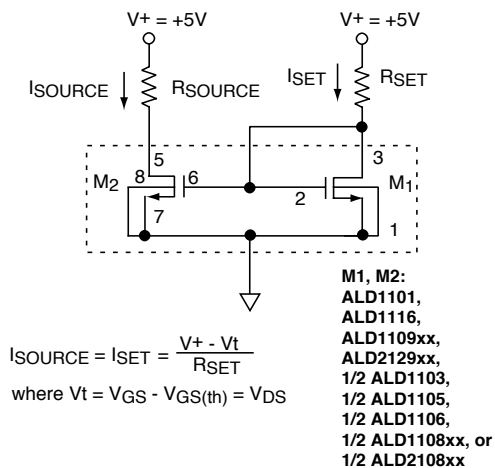 V+ = +5V V+ = +5V
ISOURCE RSOURCE ISET RSET
5 3
M2 8 6 2 M1
7 1
M1, M2:
ALD1101,
ALD1116,
ALD1109xx,
ALD2129xx,
1/2 ALD1103,
1/2 ALD1105,
1/2 ALD1106,
1/2 ALD1108xx, or
1/2 ALD2108xx
ISOURCE = ISET = V+ - Vt / RSET
where Vt = VGS - VGS(th) = VDS